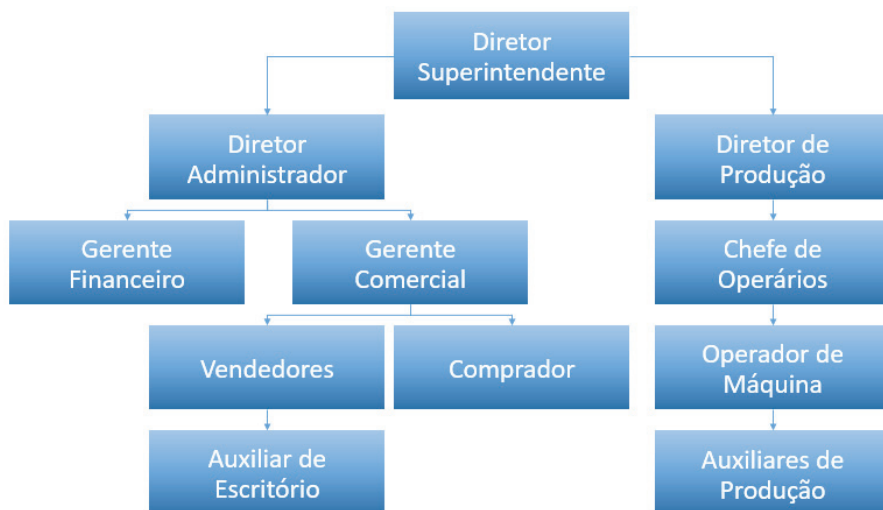 Diretor
Superintendente
Diretor
Administrador
Diretor de
Produção
Gerente
Financeiro
Gerente
Comercial
Chefe de
Operários
Vendedores
Comprador
Operador de
Máquina
Auxiliar de
Escritório
Auxiliares de
Produção